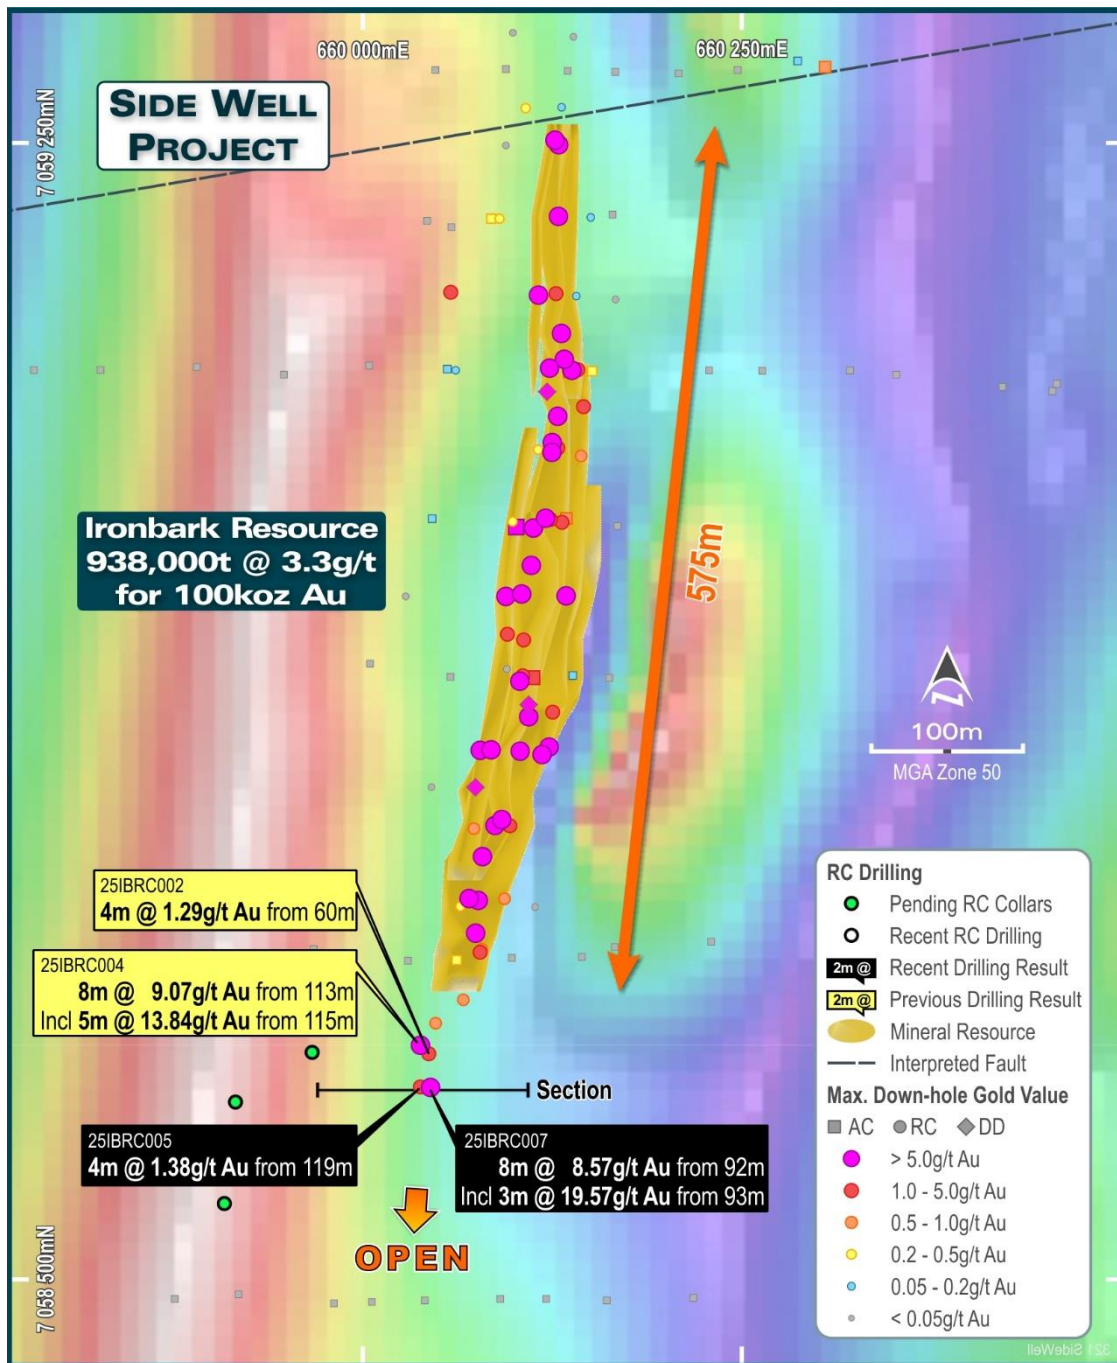 660 000mE
660 250mE
SIDE WELL
PROJECT
7 059 250mN
575m
Ironbark Resource
938,000t @ 3.3g/t
for 100koz Au
N
100m
MGA Zone 50
25IBRC002
4m @ 1.29g/t Au from 60m
25IBRC004
8m @ 9.07g/t Au from 113m
Incl 5m @ 13.84g/t Au from 115m
Section
25IBRC005
4m @ 1.38g/t Au from 119m
25IBRC007
8m @ 8.57g/t Au from 92m
Incl 3m @ 19.57g/t Au from 93m
OPEN
7 058 500mN
RC Drilling
Pending RC Collars
Recent RC Drilling
2m @ Recent Drilling Result
2m @ Previous Drilling Result
Mineral Resource
Interpreted Fault
Max. Down-hole Gold Value
AC RC DD
> 5.0g/t Au
1.0 - 5.0g/t Au
0.5 - 1.0g/t Au
0.2 - 0.5g/t Au
0.05 - 0.2g/t Au
< 0.05g/t Au
321 SideWell